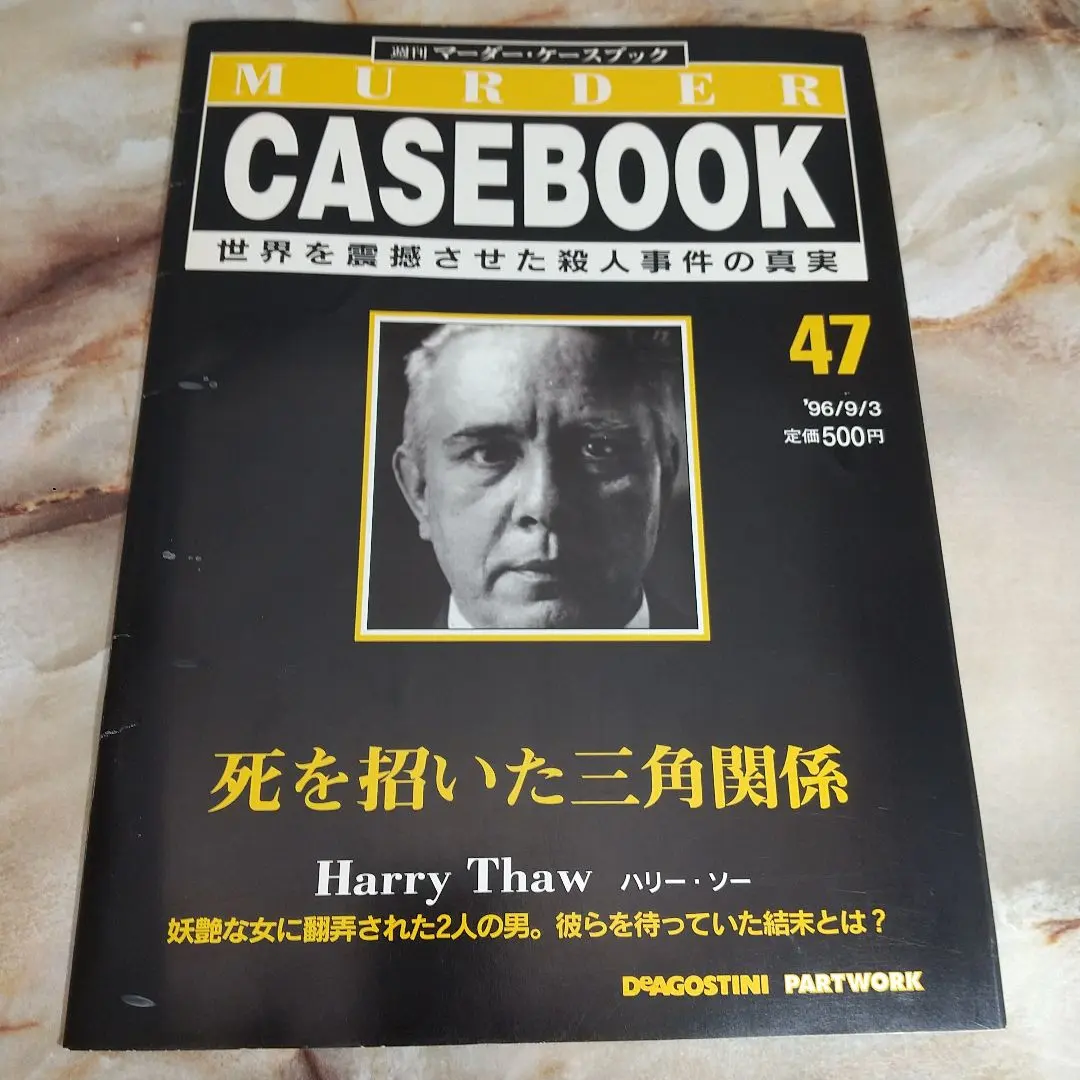 週刊 マーダー・ケースブック
MURDER
CASEBOOK
世界を震撼させた殺人事件の真実
47
'96/9/3
定価500円
死を招いた三角関係
Harry Thaw ハリー・ソー
妖艶な女に翻弄された2人の男。彼らを待っていた結末とは？
DeAGOSTINI PARTWORK